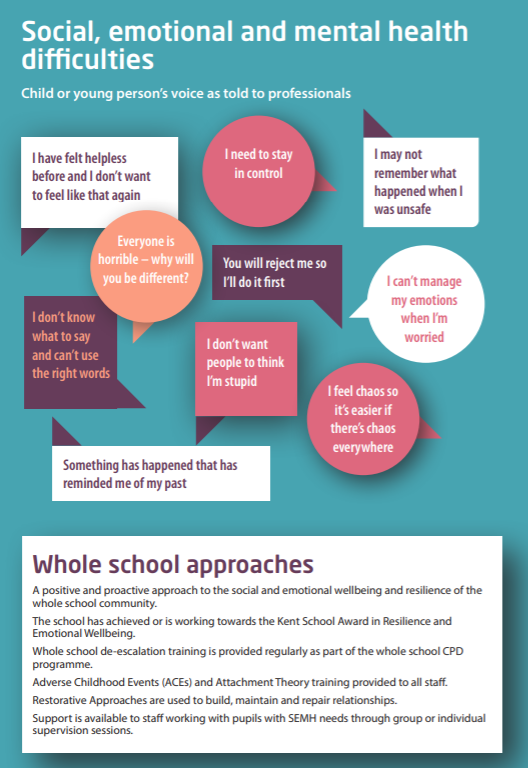 Social, emotional and mental health
difficulties
Child or young person's voice as told to professionals
I have felt helpless
before and I don't want
to feel like that again
I need to stay
in control
I may not
remember what
happened when I
was unsafe
Everyone is
horrible – why will
you be different?
You will reject me so
I'll do it first
I can't manage
my emotions
when I'm
worried
I don't know
what to say
and can't use
the right words
I don't want
people to think
I'm stupid
I feel chaos so
it's easier if
there's chaos
everywhere
Something has happened that has
reminded me of my past
Whole school approaches
A positive and proactive approach to the social and emotional wellbeing and resilience of the
whole school community.
The school has achieved or is working towards the Kent School Award in Resilience and
Emotional Wellbeing.
Whole school de-escalation training is provided regularly as part of the whole school CPD
programme.
Adverse Childhood Events (ACEs) and Attachment Theory training provided to all staff.
Restorative Approaches are used to build, maintain and repair relationships.
Support is available to staff working with pupils with SEMH needs through group or individual
supervision sessions.